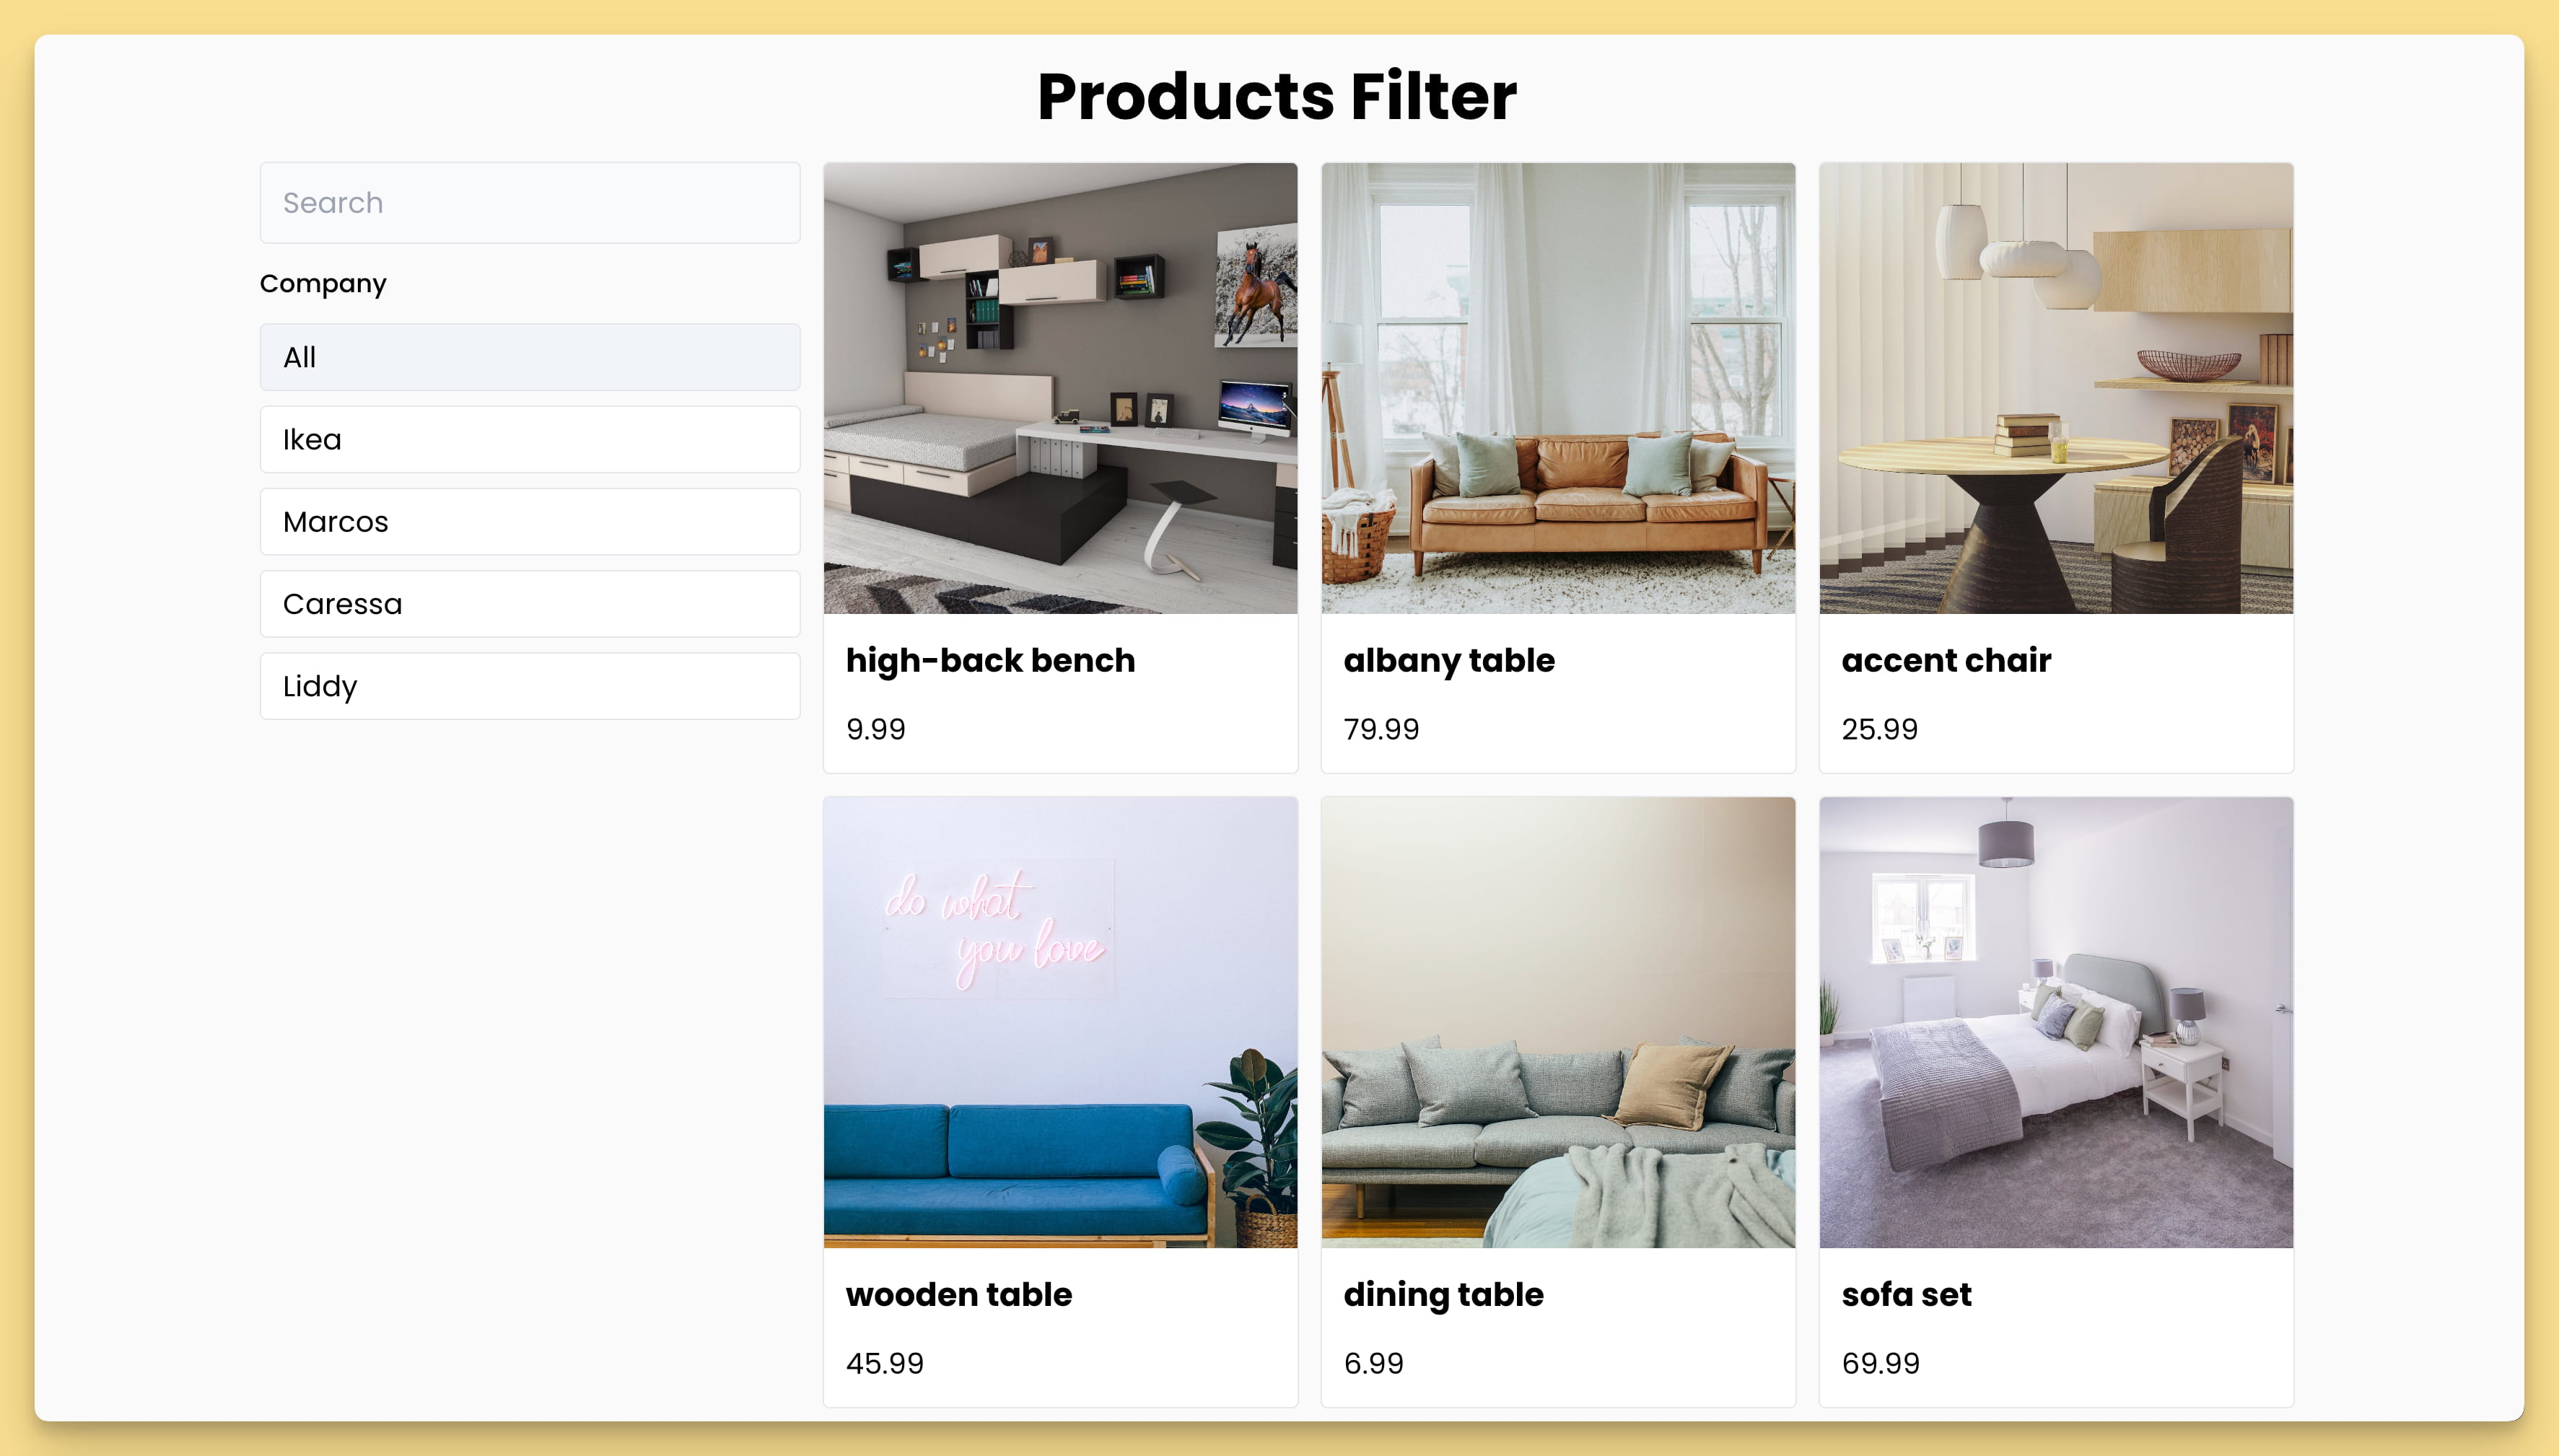 Products Filter
Search
Company
All
Ikea
Marcos
Caressa
Liddy
high-back bench
9.99
albany table
79.99
accent chair
25.99
do what
you love
wooden table
45.99
dining table
6.99
sofa set
69.99